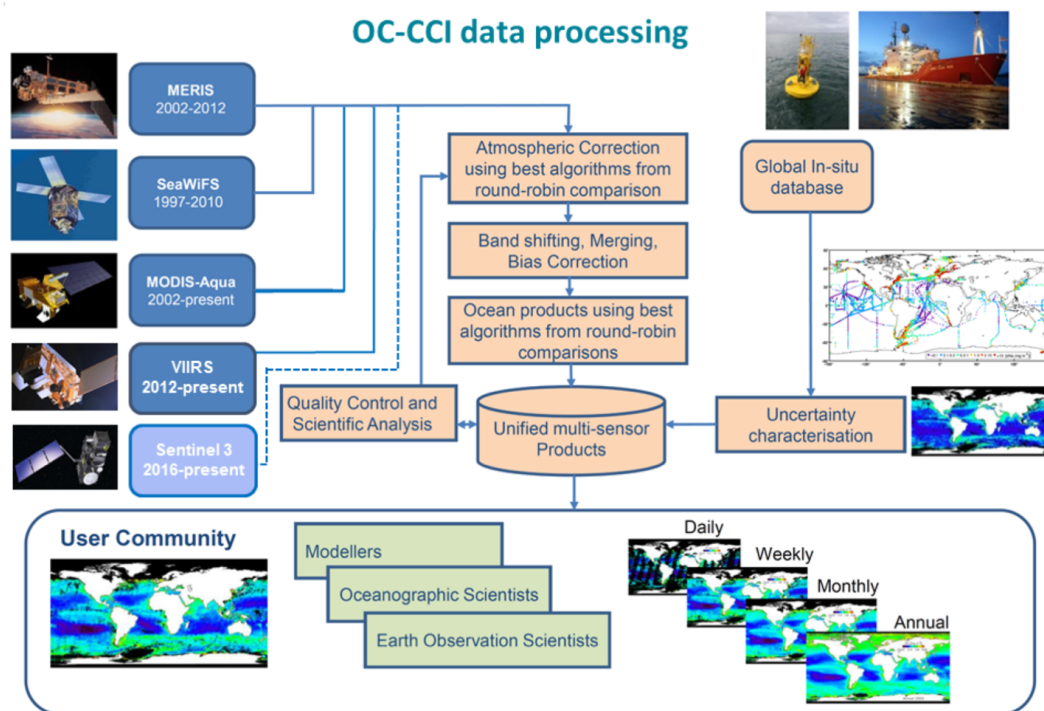 OC-CCI data processing
MERIS
2002-2012
SeaWiFS
1997-2010
MODIS-Aqua
2002-present
VIIRS
2012-present
Sentinel 3
2016-present
Atmospheric Correction
using best algorithms from
round-robin comparison
Band shifting, Merging,
Bias Correction
Ocean products using best
algorithms from round-robin
comparisons
Quality Control and
Scientific Analysis
Unified multi-sensor
Products
Global In-situ
database
Uncertainty
characterisation
User Community
Modellers
Oceanographic Scientists
Earth Observation Scientists
Daily
Weekly
Monthly
Annual